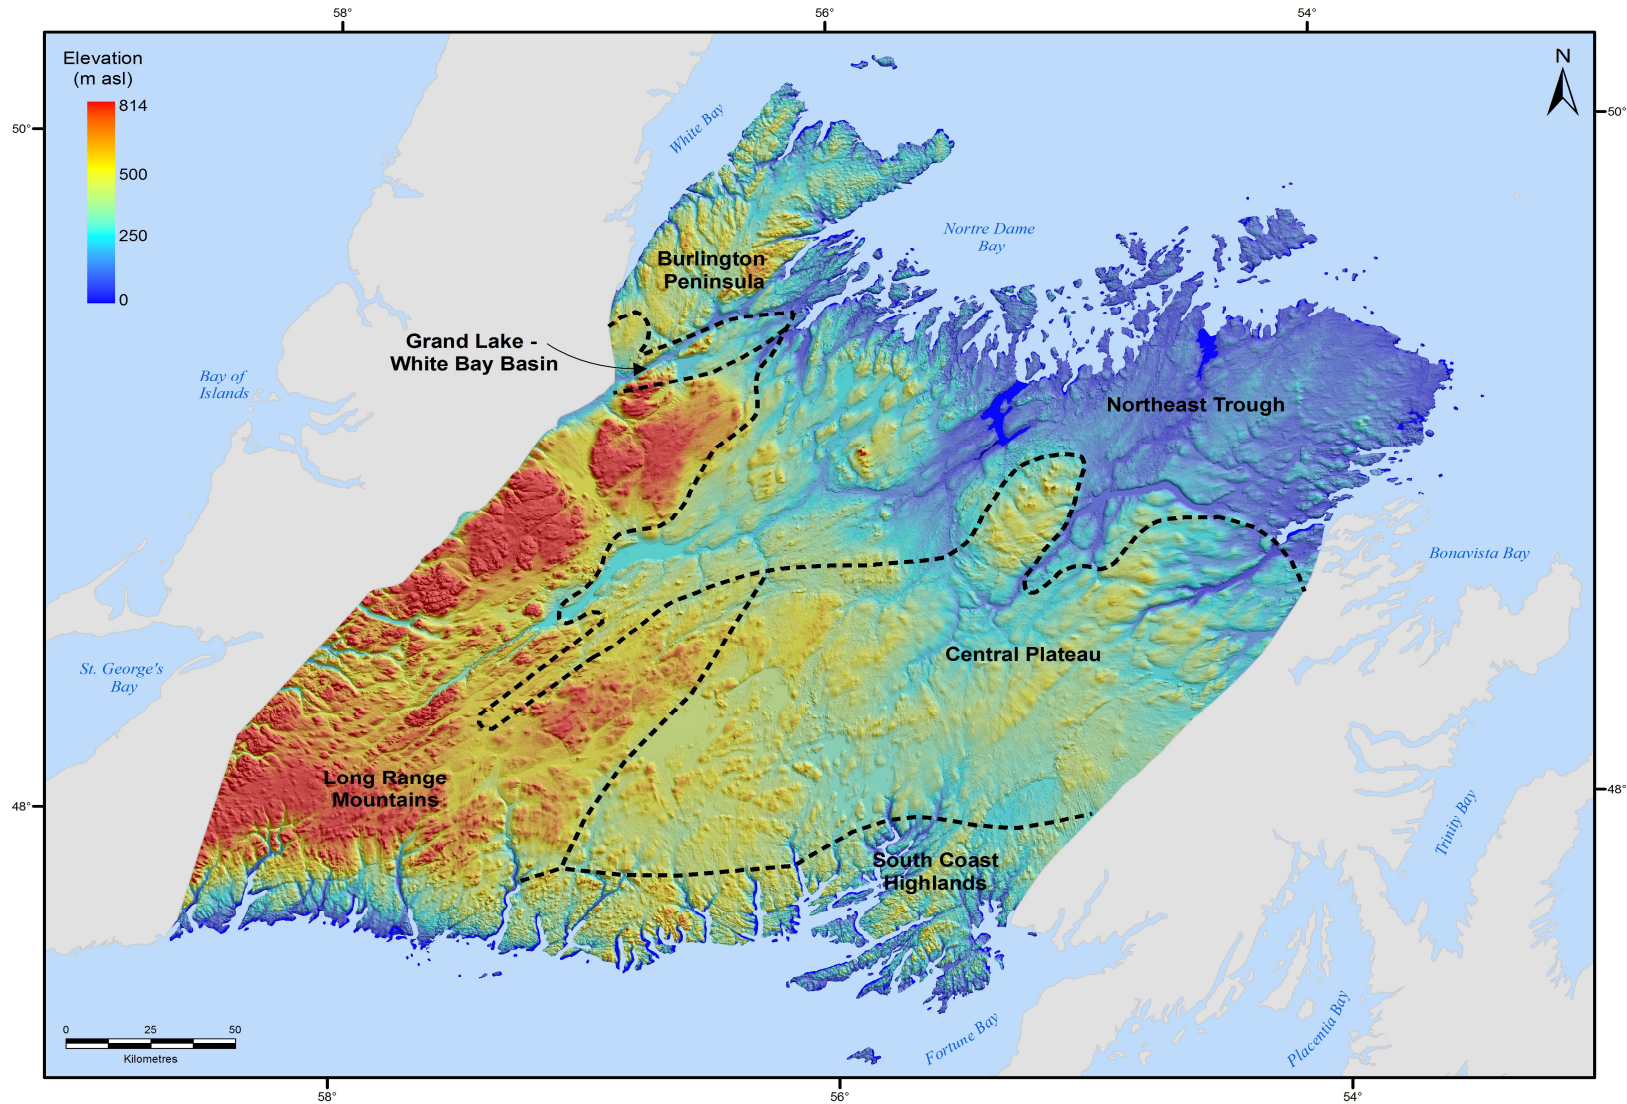 58°
56°
54°
Elevation
(m asl)
814
500
250
0
N
50°
50°
White Bay
Nortre Dame
Bay
Burlington
Peninsula
Grand Lake -
White Bay Basin
Bay of
Islands
Northeast Trough
Bonavista Bay
St. George's
Bay
Central Plateau
Long Range
Mountains
48°
48°
Trinity Bay
South Coast
Highlands
Fortune Bay
Placentia Bay
0 25 50
Kilometres
58°
56°
54°